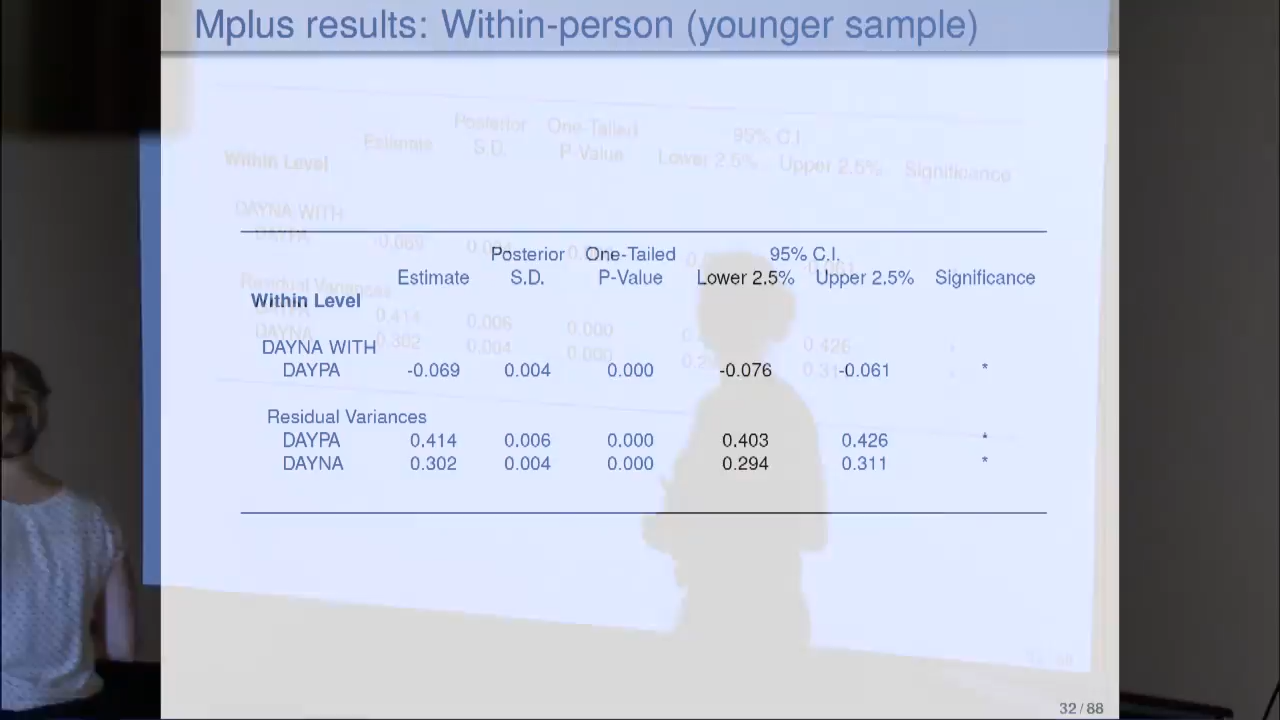 Mplus results: Within-person (younger sample)
Posterior One-Tailed 95% C.I.
Estimate S.D. P-Value Lower 2.5% Upper 2.5% Significance
Within Level
DAYNA WITH
DAYPA -0.069 0.004 0.000 -0.076 -0.061 *
Residual Variances
DAYPA 0.414 0.006 0.000 0.403 0.426 *
DAYNA 0.302 0.004 0.000 0.294 0.311 *
32 / 88